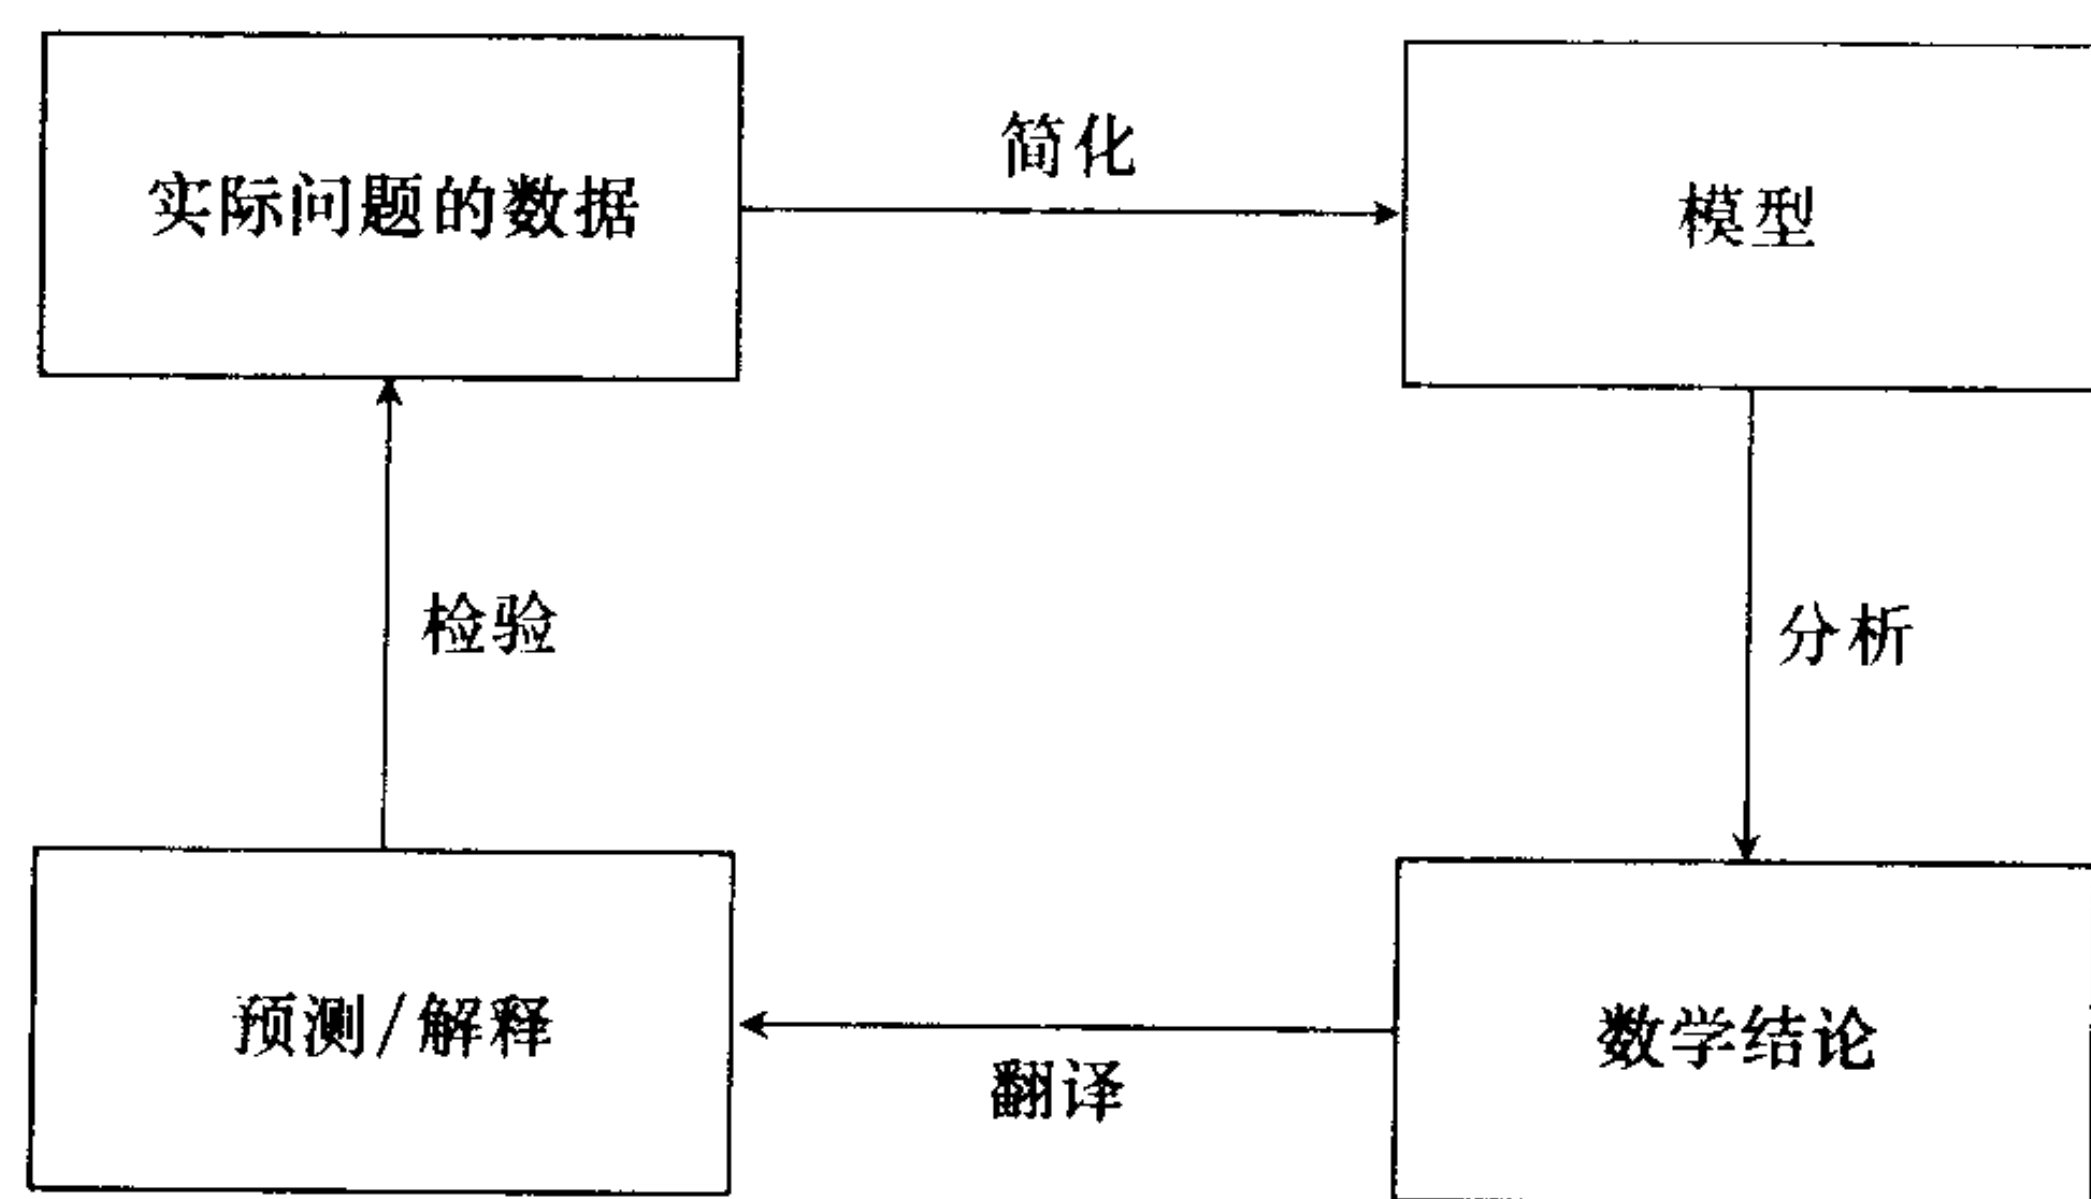 简化
实际问题的数据
模型
检验
分析
预测/解释
数学结论
翻译